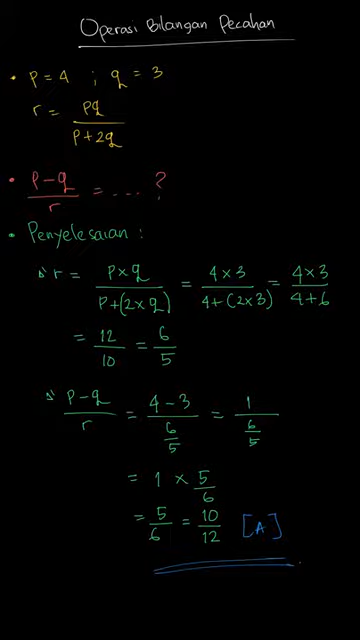 Operasi Bilangan Pecahan
• p = 4 ; q = 3
r = pq / p + 2q
• p - q / r = .... ?
• Penyelesaian :
r = p × q / p + (2 × q) = 4 × 3 / 4 + (2 × 3) = 4 × 3 / 4 + 6
= 12 / 10 = 6 / 5
p - q / r = 4 - 3 / 6/5 = 1 / 6/5
= 1 × 5 / 6
= 5 / 6 = 10 / 12 [A]